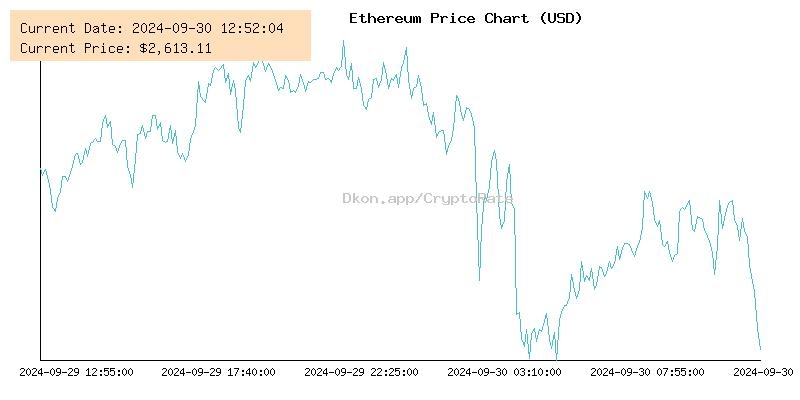 Ethereum Price Chart (USD)
Current Date: 2024-09-30 12:52:04
Current Price: $2,613.11
Dkon.app/CryptoRate
2024-09-29 12:55:00
2024-09-29 17:40:00
2024-09-29 22:25:00
2024-09-30 03:10:00
2024-09-30 07:55:00
2024-09-30